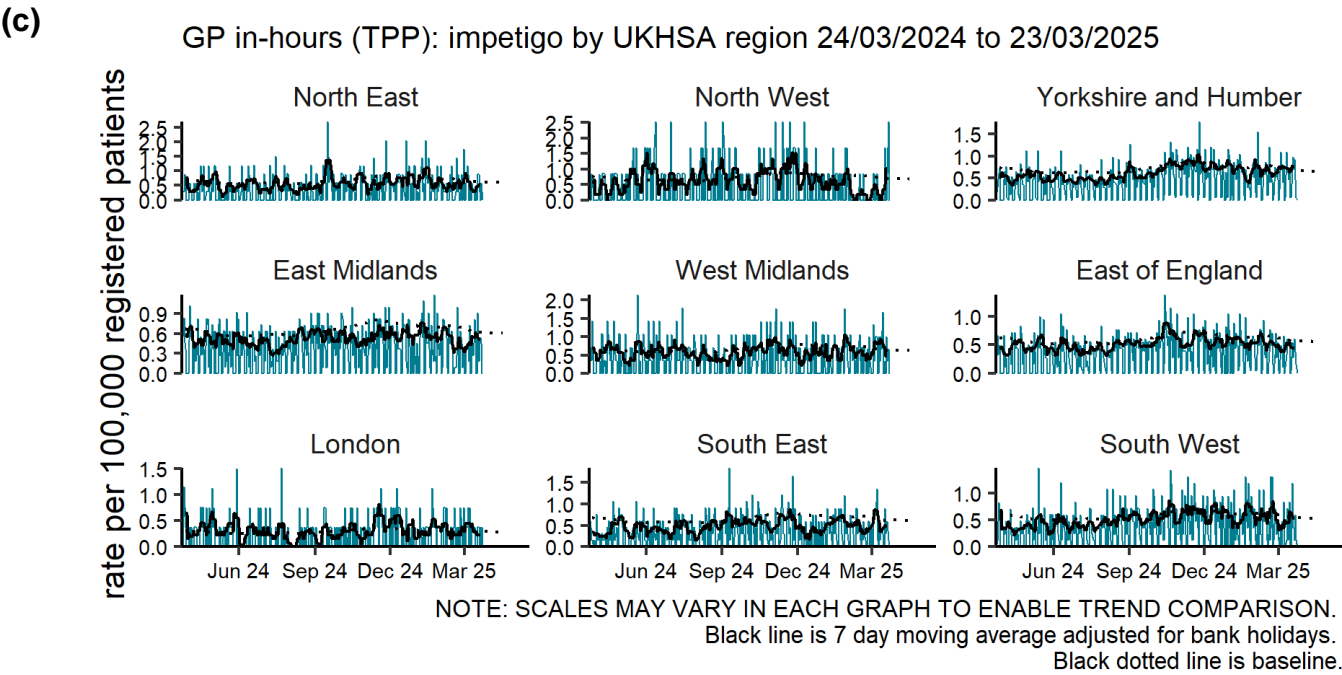 (c)
GP in-hours (TPP): impetigo by UKHSA region 24/03/2024 to 23/03/2025
rate per 100,000 registered patients
North East
2.5
2.0
1.5
1.0
0.5
0.0
North West
2.5
2.0
1.5
1.0
0.5
0.0
Yorkshire and Humber
1.5
1.0
0.5
0.0
East Midlands
0.9
0.6
0.3
0.0
West Midlands
2.0
1.5
1.0
0.5
0.0
East of England
1.0
0.5
0.0
London
1.5
1.0
0.5
0.0
Jun 24 Sep 24 Dec 24 Mar 25
South East
1.5
1.0
0.5
0.0
Jun 24 Sep 24 Dec 24 Mar 25
South West
1.0
0.5
0.0
Jun 24 Sep 24 Dec 24 Mar 25
NOTE: SCALES MAY VARY IN EACH GRAPH TO ENABLE TREND COMPARISON.
Black line is 7 day moving average adjusted for bank holidays.
Black dotted line is baseline.